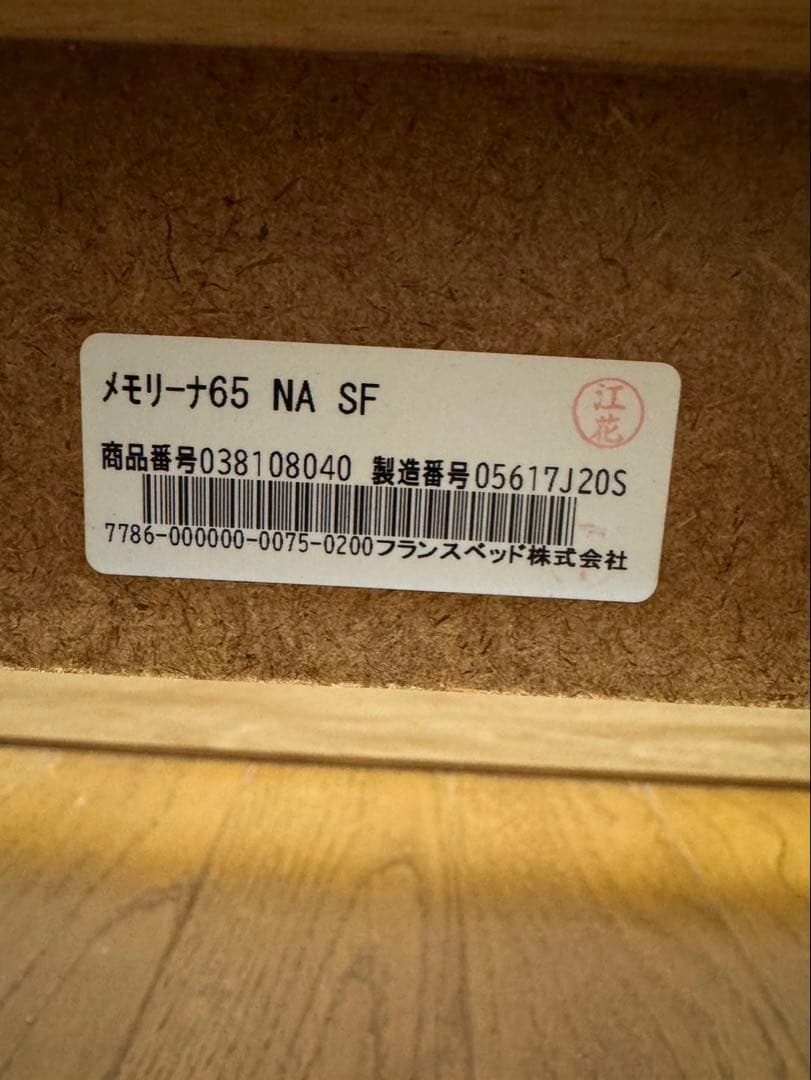 メモリーナ65 NA SF
江花
商品番号038108040 製造番号05617J20S
7786-000000-0075-0200フランスベッド株式会社